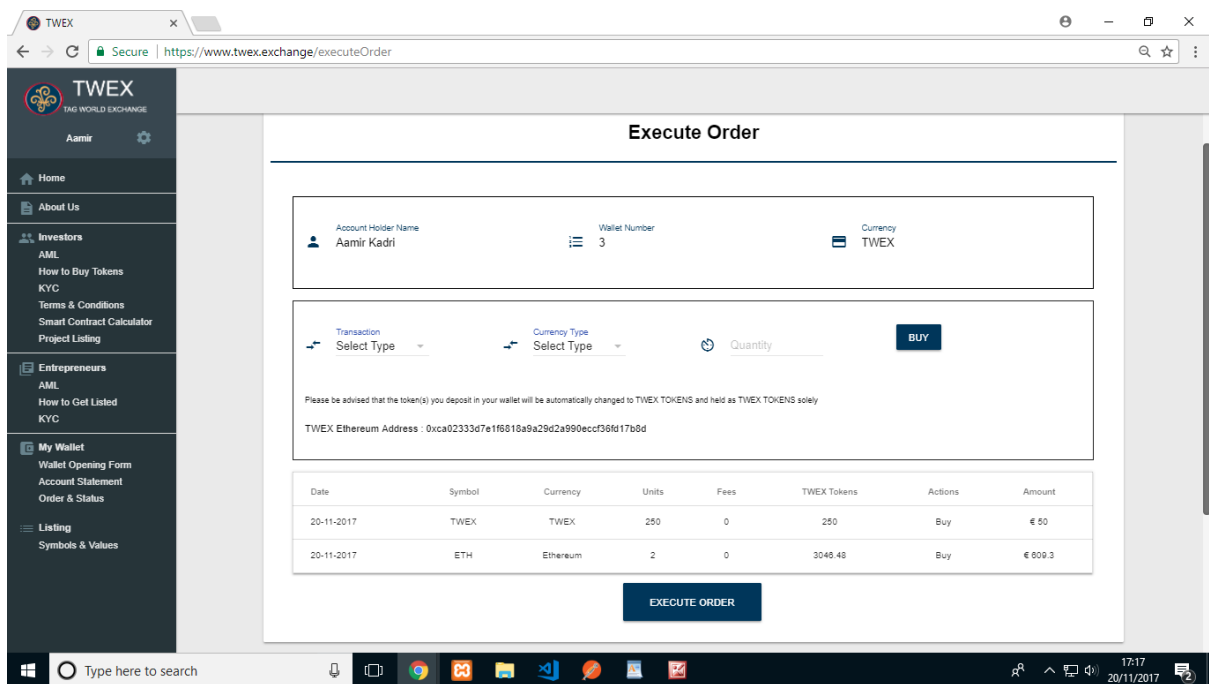 TWEX
Secure | https://www.twex.exchange/executeOrder
TWEX
TAG WORLD EXCHANGE
Aamir
Home
About Us
Investors
AML
How to Buy Tokens
KYC
Terms & Conditions
Smart Contract Calculator
Project Listing
Entrepreneurs
AML
How to Get Listed
KYC
My Wallet
Wallet Opening Form
Account Statement
Order & Status
Listing
Symbols & Values
Execute Order
Account Holder Name Wallet Number Currency
Aamir Kadri 3 TWEX
Transaction Currency Type
Select Type Select Type Quantity BUY
Please be advised that the token(s) you deposit in your wallet will be automatically changed to TWEX TOKENS and held as TWEX TOKENS solely
TWEX Ethereum Address : 0xca02333d7e1f6818a9a29d2a990eccf36fd17b8d
Date Symbol Currency Units Fees TWEX Tokens Actions Amount
20-11-2017 TWEX TWEX 250 0 250 Buy € 50
20-11-2017 ETH Ethereum 2 0 3046.48 Buy € 609.3
EXECUTE ORDER
Type here to search
17:17
20/11/2017
2